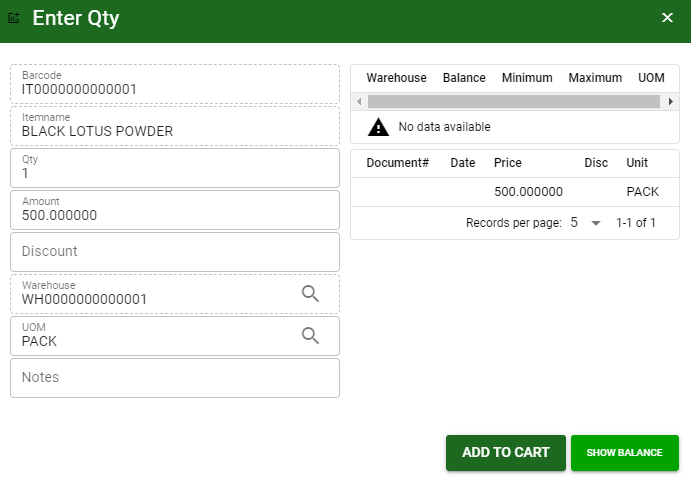 Enter Qty
Barcode
IT0000000000001
Itemname
BLACK LOTUS POWDER
Qty
1
Amount
500.000000
Discount
Warehouse
WH0000000000001
UOM
PACK
Notes
Warehouse Balance Minimum Maximum UOM
No data available
Document# Date Price Disc Unit
500.000000 PACK
Records per page: 5 1-1 of 1
ADD TO CART SHOW BALANCE